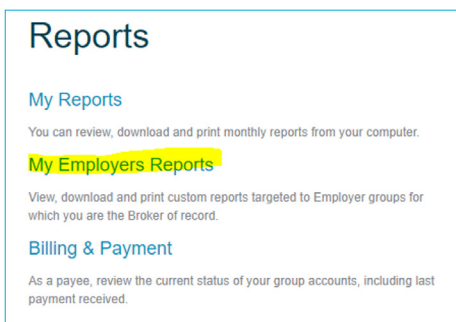 Reports
My Reports
You can review, download and print monthly reports from your computer.
My Employers Reports
View, download and print custom reports targeted to Employer groups for
which you are the Broker of record.
Billing & Payment
As a payee, review the current status of your group accounts, including last
payment received.